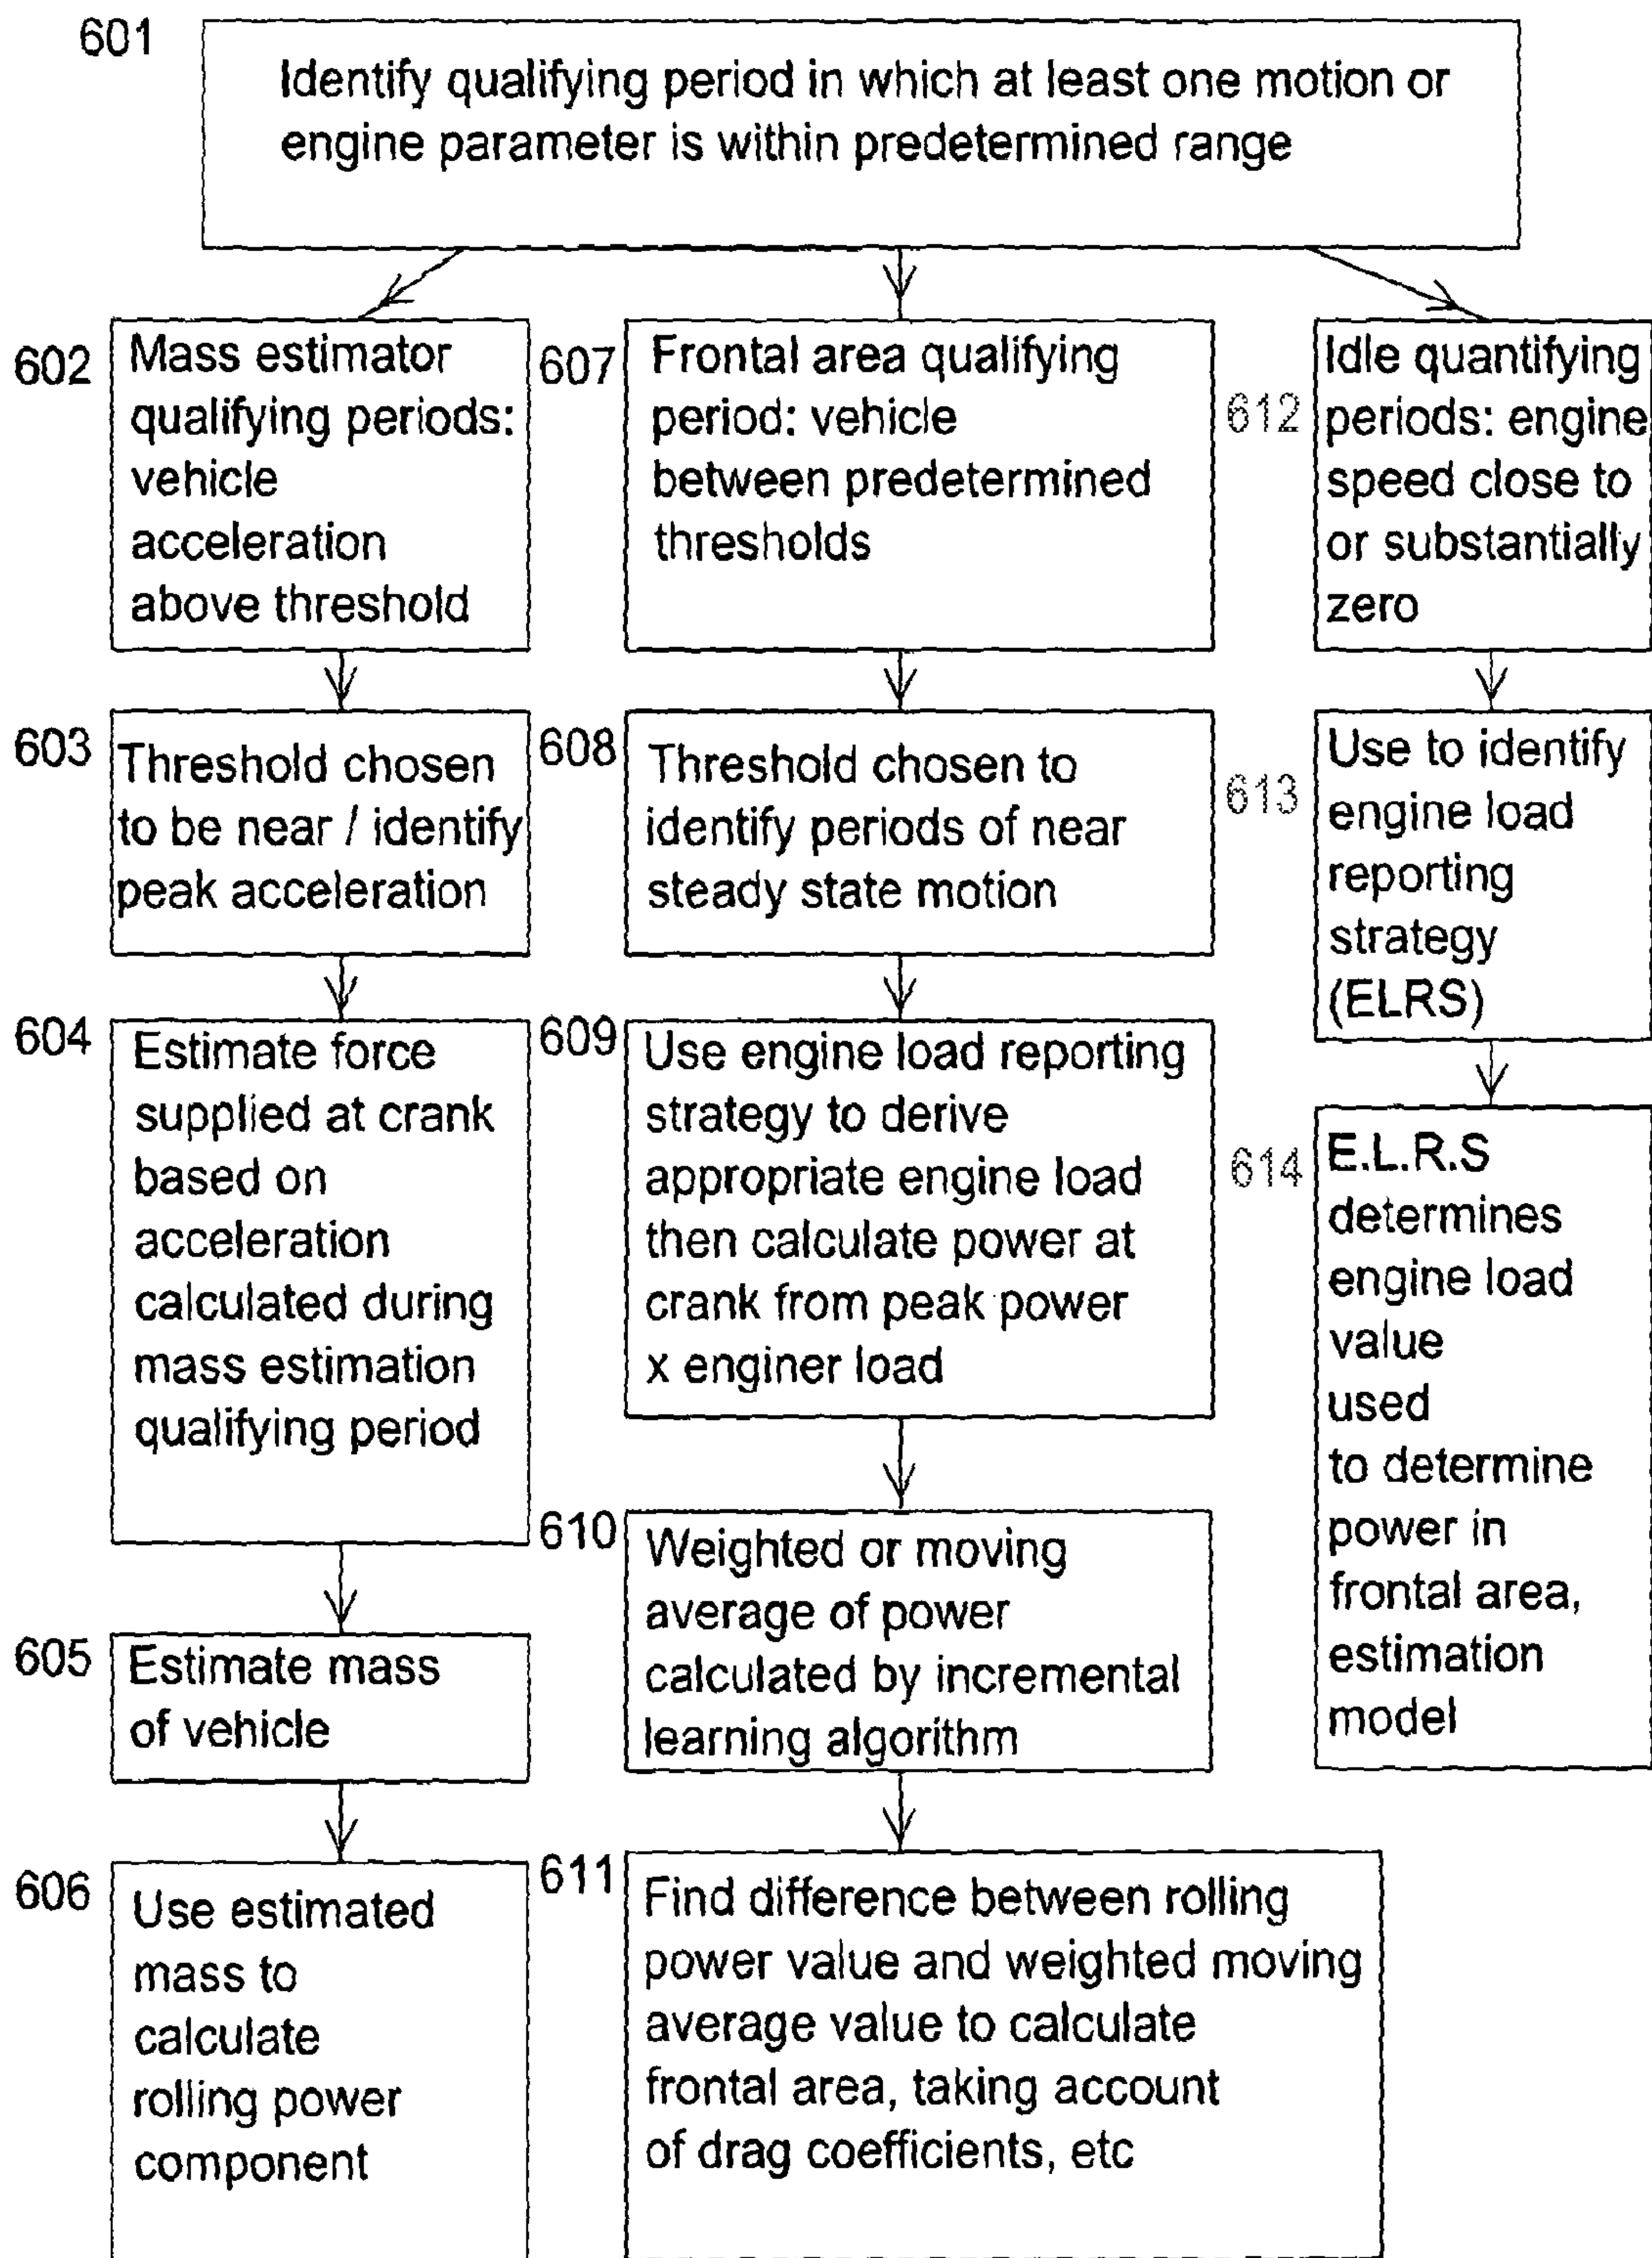 601
Identify qualifying period in which at least one motion or
engine parameter is within predetermined range
602
Mass estimator
qualifying periods:
vehicle
acceleration
above threshold
603
Threshold chosen
to be near / identify
peak acceleration
604
Estimate force
supplied at crank
based on
acceleration
calculated during
mass estimation
qualifying period
605
Estimate mass
of vehicle
606
Use estimated
mass to
calculate
rolling power
component
607
Frontal area qualifying
period: vehicle
between predetermined
thresholds
608
Threshold chosen to
identify periods of near
steady state motion
609
Use engine load reporting
strategy to derive
appropriate engine load
then calculate power at
crank from peak power
x enginer load
610
Weighted or moving
average of power
calculated by incremental
learning algorithm
611
Find difference between rolling
power value and weighted moving
average value to calculate
frontal area, taking account
of drag coefficients, etc
612
Idle quantifying
periods: engine
speed close to
or substantially
zero
613
Use to identify
engine load
reporting
strategy
(ELRS)
614
E.L.R.S
determines
engine load
value
used
to determine
power in
frontal area,
estimation
model